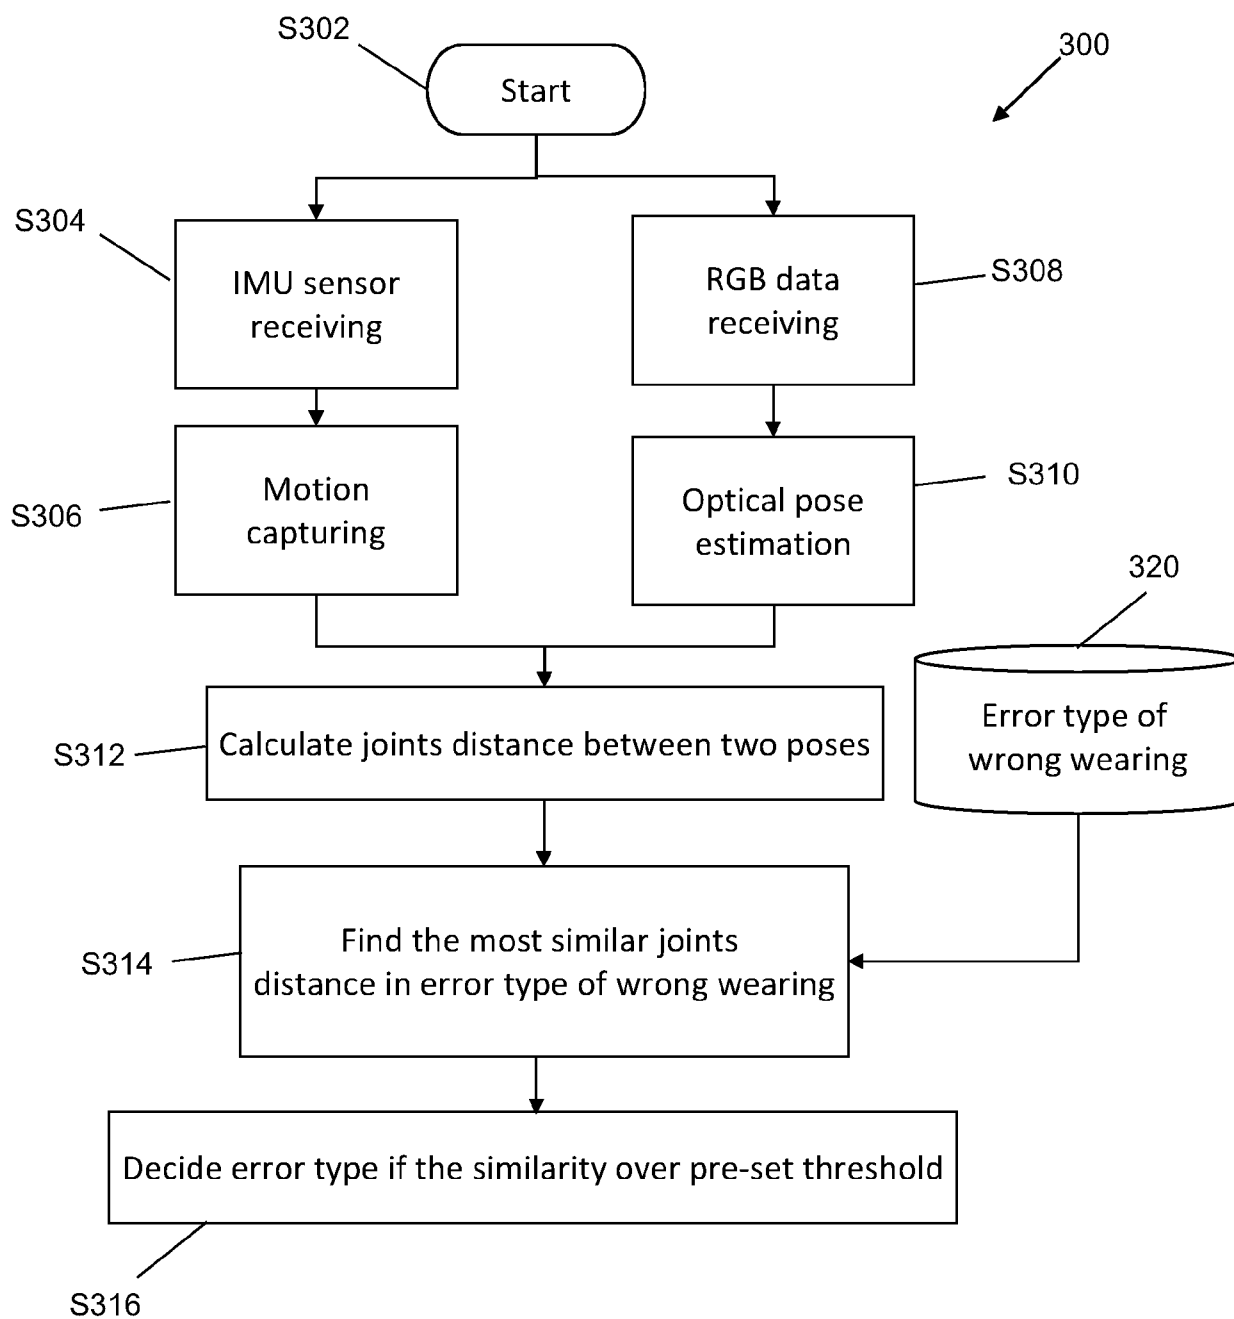 S302
Start
300
S304
IMU sensor
receiving
RGB data
receiving
S308
S306
Motion
capturing
Optical pose
estimation
S310
320
Error type of
wrong wearing
S312
Calculate joints distance between two poses
S314
Find the most similar joints
distance in error type of wrong wearing
Decide error type if the similarity over pre-set threshold
S316